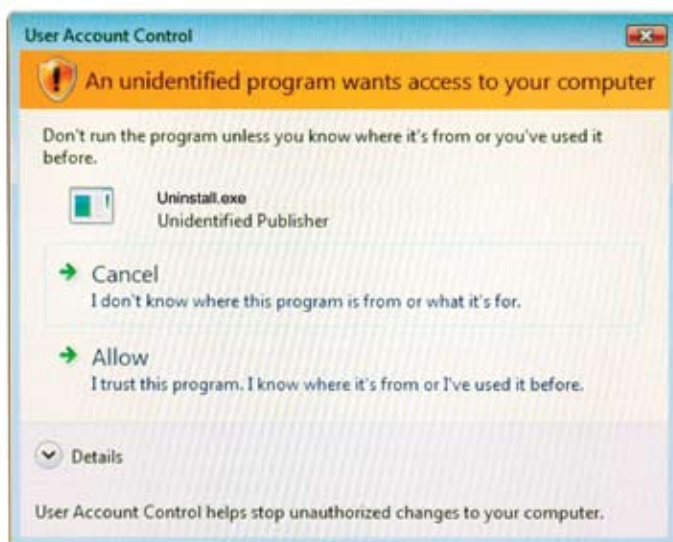 User Account Control
An unidentified program wants access to your computer
Don't run the program unless you know where it's from or you've used it
before.
Uninstall.exe
Unidentified Publisher
Cancel
I don't know where this program is from or what it's for.
Allow
I trust this program. I know where it's from or I've used it before.
Details
User Account Control helps stop unauthorized changes to your computer.